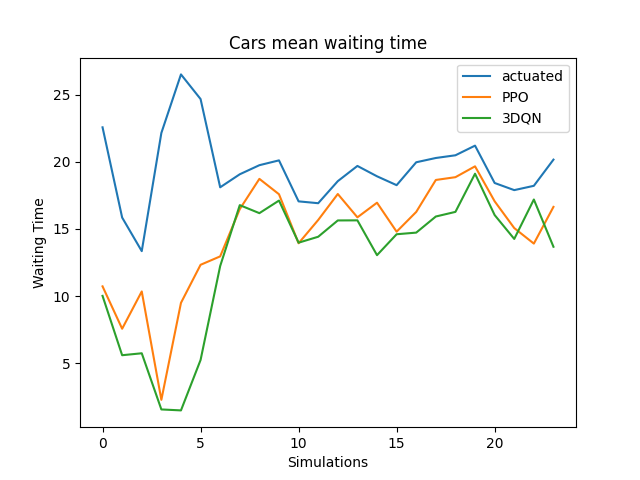 Cars mean waiting time
actuated
PPO
3DQN
25
20
15
10
5
Waiting Time
0 5 10 15 20
Simulations